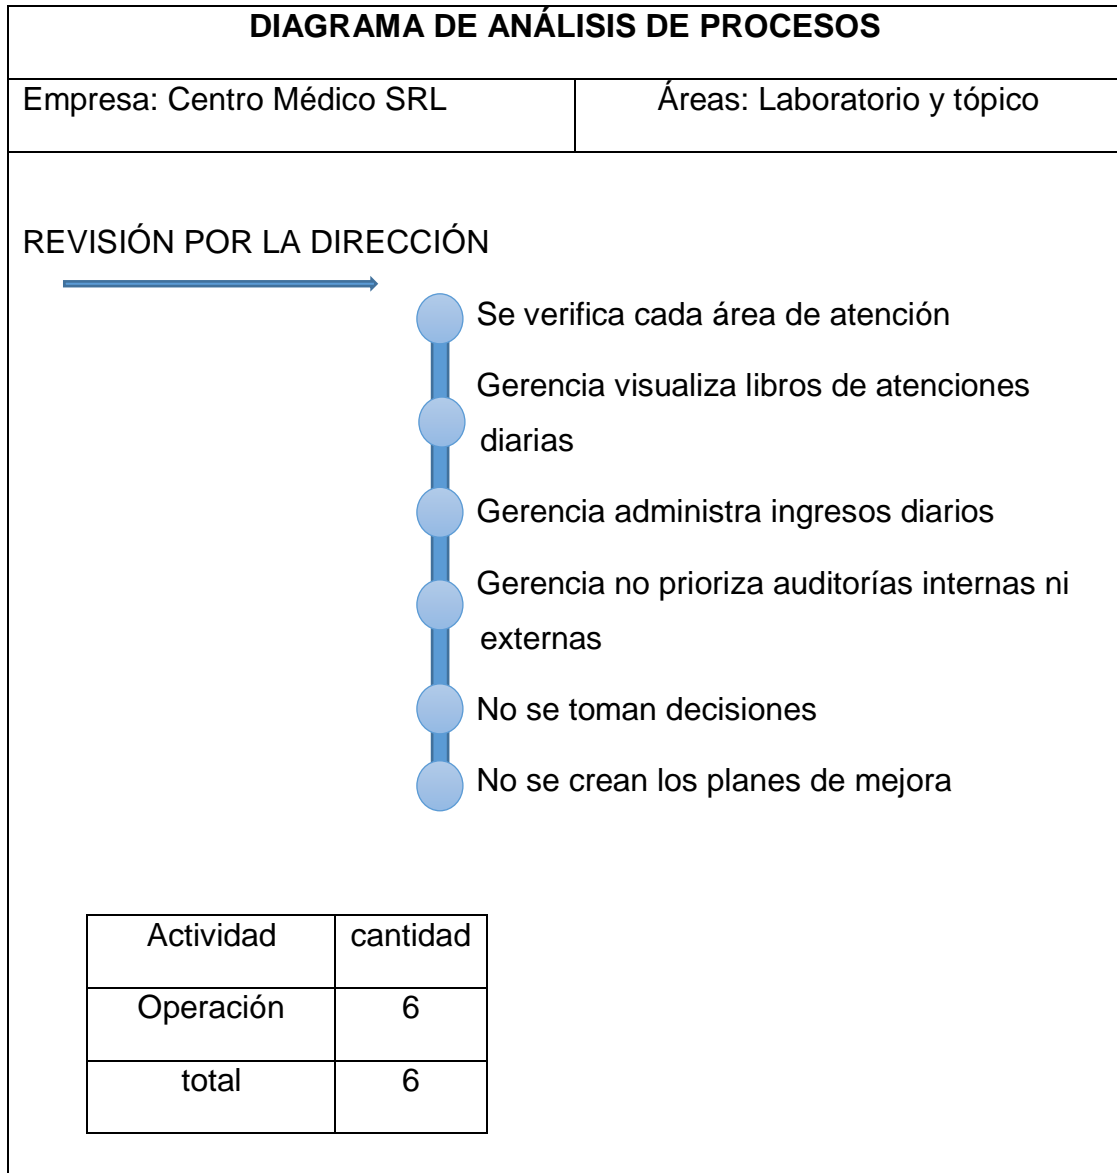 DIAGRAMA DE ANÁLISIS DE PROCESOS
Empresa: Centro Médico SRL
Áreas: Laboratorio y tópico
REVISIÓN POR LA DIRECCIÓN
Se verifica cada área de atención
Gerencia visualiza libros de atenciones
diarias
Gerencia administra ingresos diarios
Gerencia no prioriza auditorías internas ni
externas
No se toman decisiones
No se crean los planes de mejora
Actividad cantidad
Operación 6
total 6